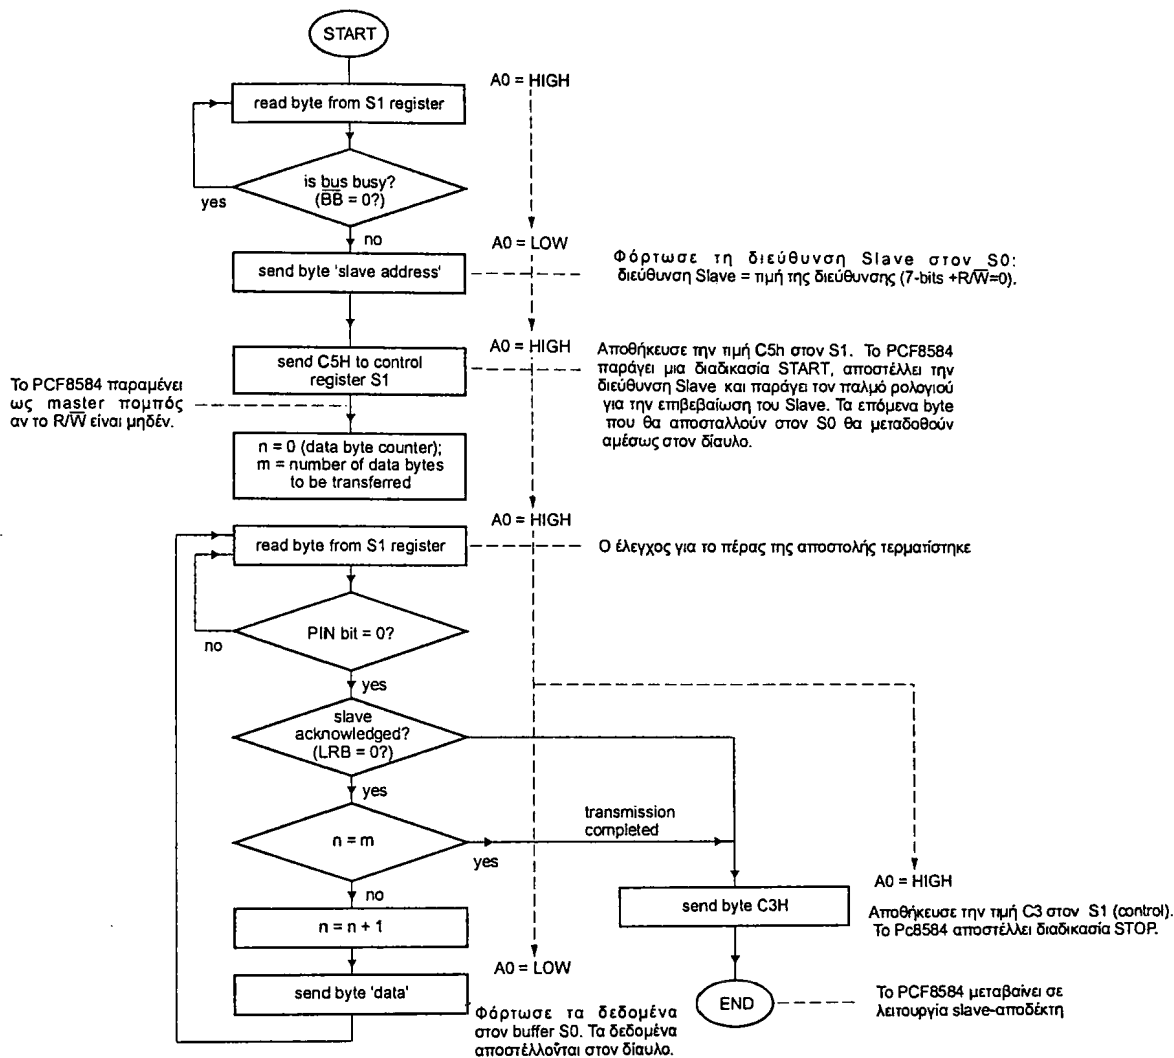 START
A0 = HIGH
read byte from S1 register
is bus busy?
(B̅B̅ = 0?)
yes
no
A0 = LOW
send byte 'slave address'
Φόρτωσε τη διεύθυνση Slave στον S0:
διεύθυνση Slave = τιμή της διεύθυνσης (7-bits +R/W̅=0).
A0 = HIGH
send C5H to control
register S1
Αποθήκευσε την τιμή C5h στον S1. Το PCF8584
παράγει μια διαδικασία START, αποστέλλει την
διεύθυνση Slave και παράγει τον παλμό ρολογιού
για την επιβεβαίωση του Slave. Τα επόμενα byte
που θα αποσταλλούν στον S0 θα μεταδοθούν
αμέσως στον δίαυλο.
Το PCF8584 παραμένει
ως master πομπός
αν το R/W̅ είναι μηδέν.
n = 0 (data byte counter);
m = number of data bytes
to be transferred
A0 = HIGH
read byte from S1 register
Ο έλεγχος για το πέρας της αποστολής τερματίστηκε
PIN bit = 0?
no
yes
slave
acknowledged?
(LRB = 0?)
yes
transmission
completed
n = m
yes
no
A0 = HIGH
send byte C3H
Αποθήκευσε την τιμή C3 στον S1 (control).
Το Pc8584 αποστέλλει διαδικασία STOP.
n = n + 1
A0 = LOW
send byte 'data'
Φόρτωσε τα δεδομένα
στον buffer S0. Τα δεδομένα
αποστέλλονται στον δίαυλο.
END
Το PCF8584 μεταβαίνει σε
λειτουργία slave-αποδέκτη